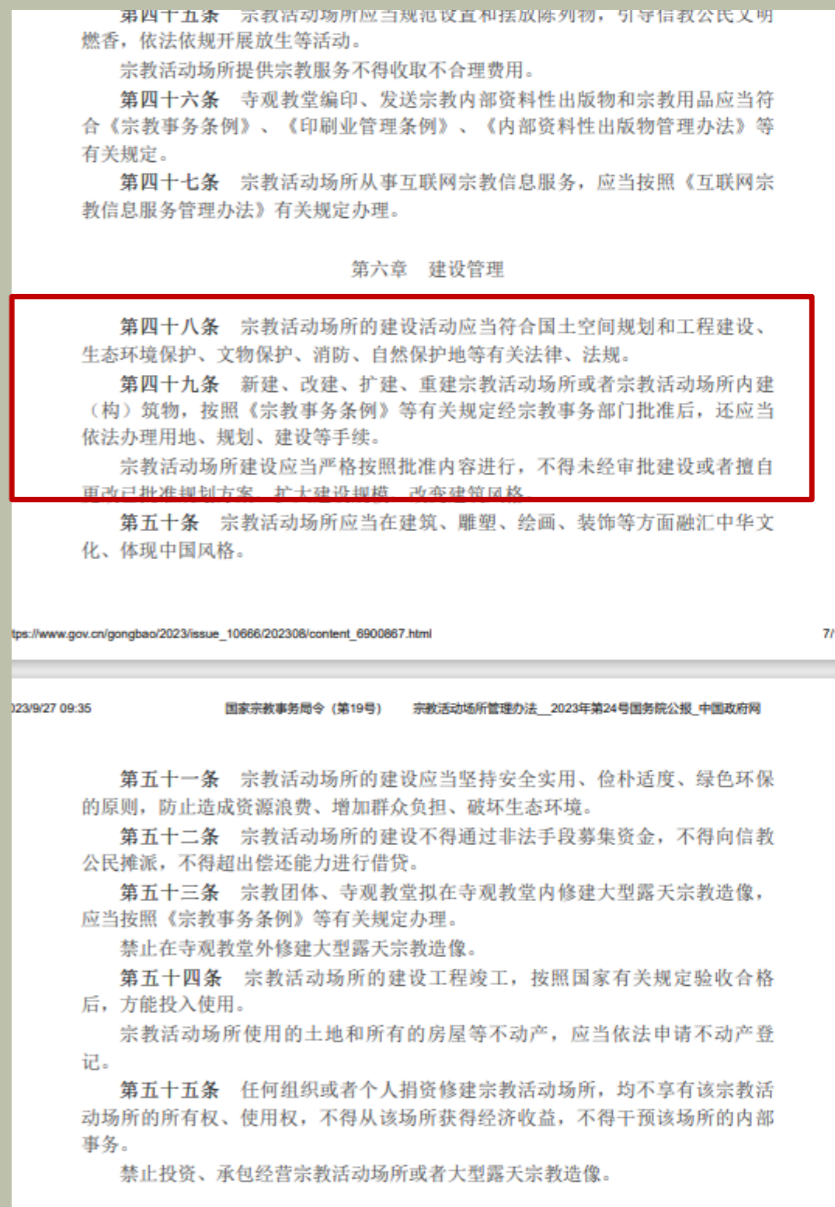 第四十五条　宗教活动场所应当规范设置和摆放陈列物，引导信教公民文明
燃香，依法依规开展放生等活动。
宗教活动场所提供宗教服务不得收取不合理费用。
第四十六条　寺观教堂编印、发送宗教内部资料性出版物和宗教用品应当符
合《宗教事务条例》、《印刷业管理条例》、《内部资料性出版物管理办法》等
有关规定。
第四十七条　宗教活动场所从事互联网宗教信息服务，应当按照《互联网宗
教信息服务管理办法》有关规定办理。
第六章　建设管理
第四十八条　宗教活动场所的建设活动应当符合国土空间规划和工程建设、
生态环境保护、文物保护、消防、自然保护地等有关法律、法规。
第四十九条　新建、改建、扩建、重建宗教活动场所或者宗教活动场所内建
（构）筑物，按照《宗教事务条例》等有关规定经宗教事务部门批准后，还应当
依法办理用地、规划、建设等手续。
宗教活动场所建设应当严格按照批准内容进行，不得未经审批建设或者擅自
更改已批准规划方案、扩大建设规模、改变建筑风格。
第五十条　宗教活动场所应当在建筑、雕塑、绘画、装饰等方面融汇中华文
化、体现中国风格。
tps://www.gov.cn/gongbao/2023/issue_10666/202308/content_6900867.html 7/
023/9/27 09:35 国家宗教事务局令（第19号） 宗教活动场所管理办法__2023年第24号国务院公报_中国政府网
第五十一条　宗教活动场所的建设应当坚持安全实用、俭朴适度、绿色环保
的原则，防止造成资源浪费、增加群众负担、破坏生态环境。
第五十二条　宗教活动场所的建设不得通过非法手段募集资金，不得向信教
公民摊派，不得超出偿还能力进行借贷。
第五十三条　宗教团体、寺观教堂拟在寺观教堂内修建大型露天宗教造像，
应当按照《宗教事务条例》等有关规定办理。
禁止在寺观教堂外修建大型露天宗教造像。
第五十四条　宗教活动场所的建设工程竣工，按照国家有关规定验收合格
后，方能投入使用。
宗教活动场所使用的土地和所有的房屋等不动产，应当依法申请不动产登
记。
第五十五条　任何组织或者个人捐资修建宗教活动场所，均不享有该宗教活
动场所的所有权、使用权，不得从该场所获得经济收益，不得干预该场所的内部
事务。
禁止投资、承包经营宗教活动场所或者大型露天宗教造像。